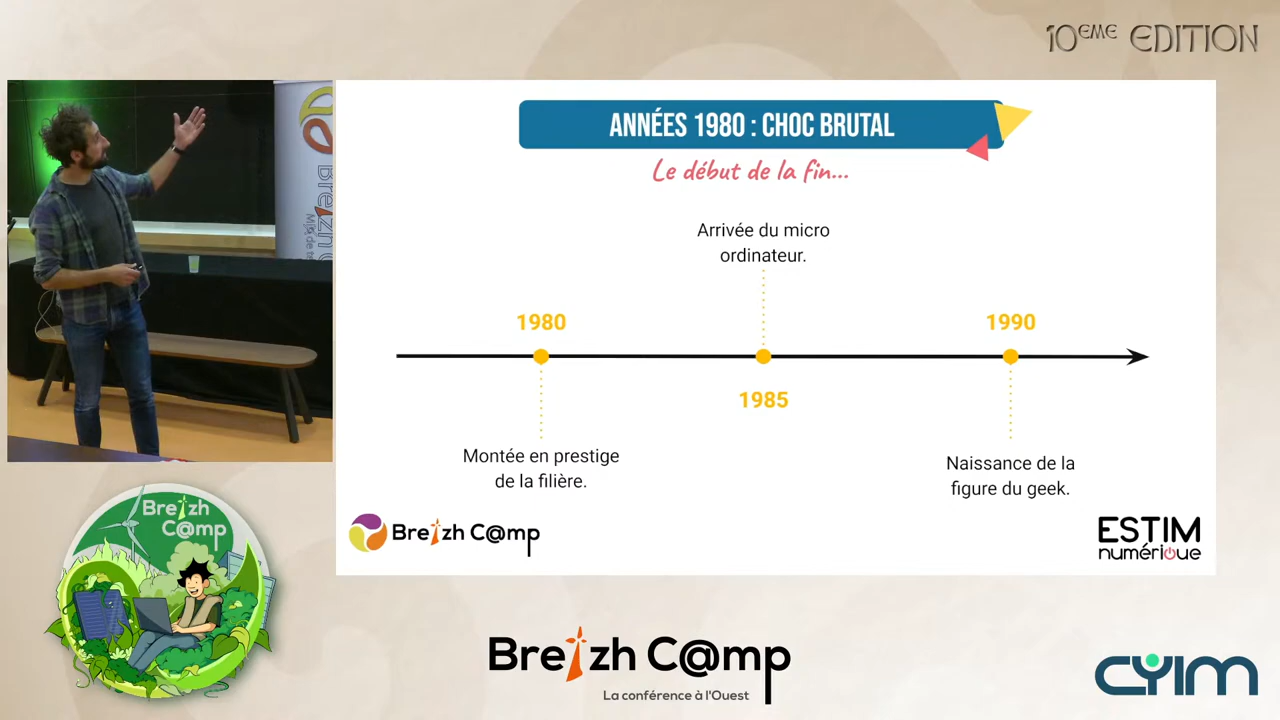 10EME EDITION
ANNÉES 1980 : CHOC BRUTAL
Le début de la fin...
Arrivée du micro
ordinateur.
1980
1990
1985
Montée en prestige
de la filière.
Naissance de la
figure du geek.
Breizh C@mp
ESTIM
numérique
Breizh
C@mp
Breizh C@mp
La conférence à l'Ouest
CYIM